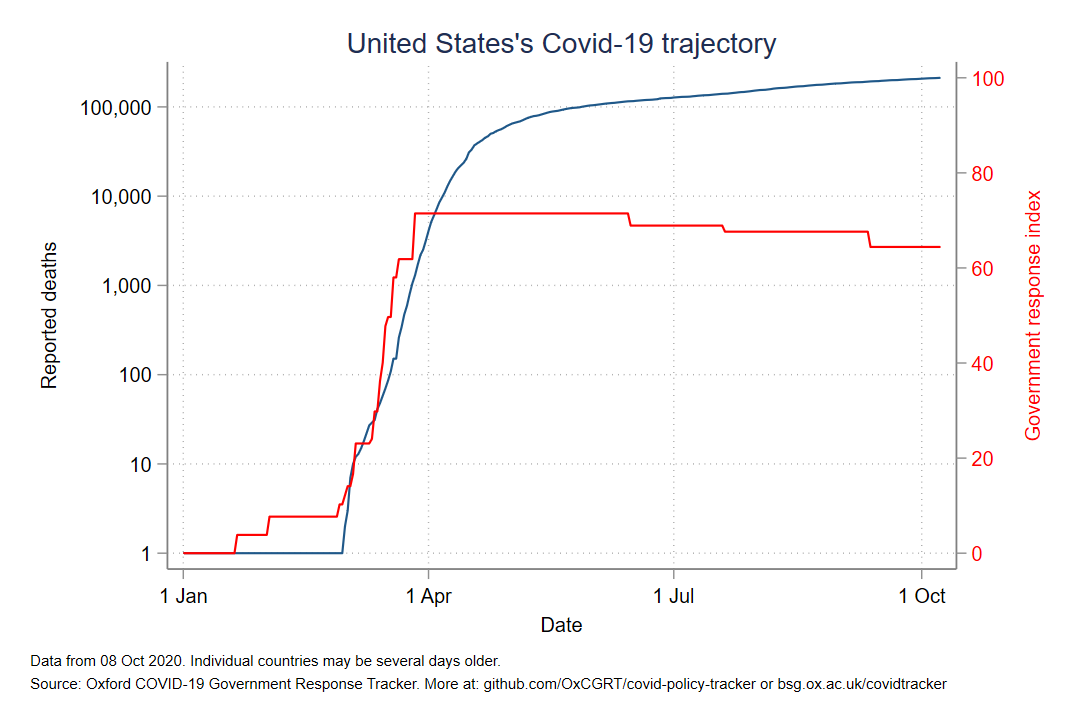 United States's Covid-19 trajectory
100,000
10,000
1,000
100
10
1
Reported deaths
100
80
60
40
20
0
Government response index
1 Jan
1 Apr
1 Jul
1 Oct
Date
Data from 08 Oct 2020. Individual countries may be several days older.
Source: Oxford COVID-19 Government Response Tracker. More at: github.com/OxCGRT/covid-policy-tracker or bsg.ox.ac.uk/covidtracker